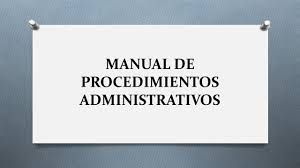 MANUAL DE
PROCEDIMIENTOS
ADMINISTRATIVOS